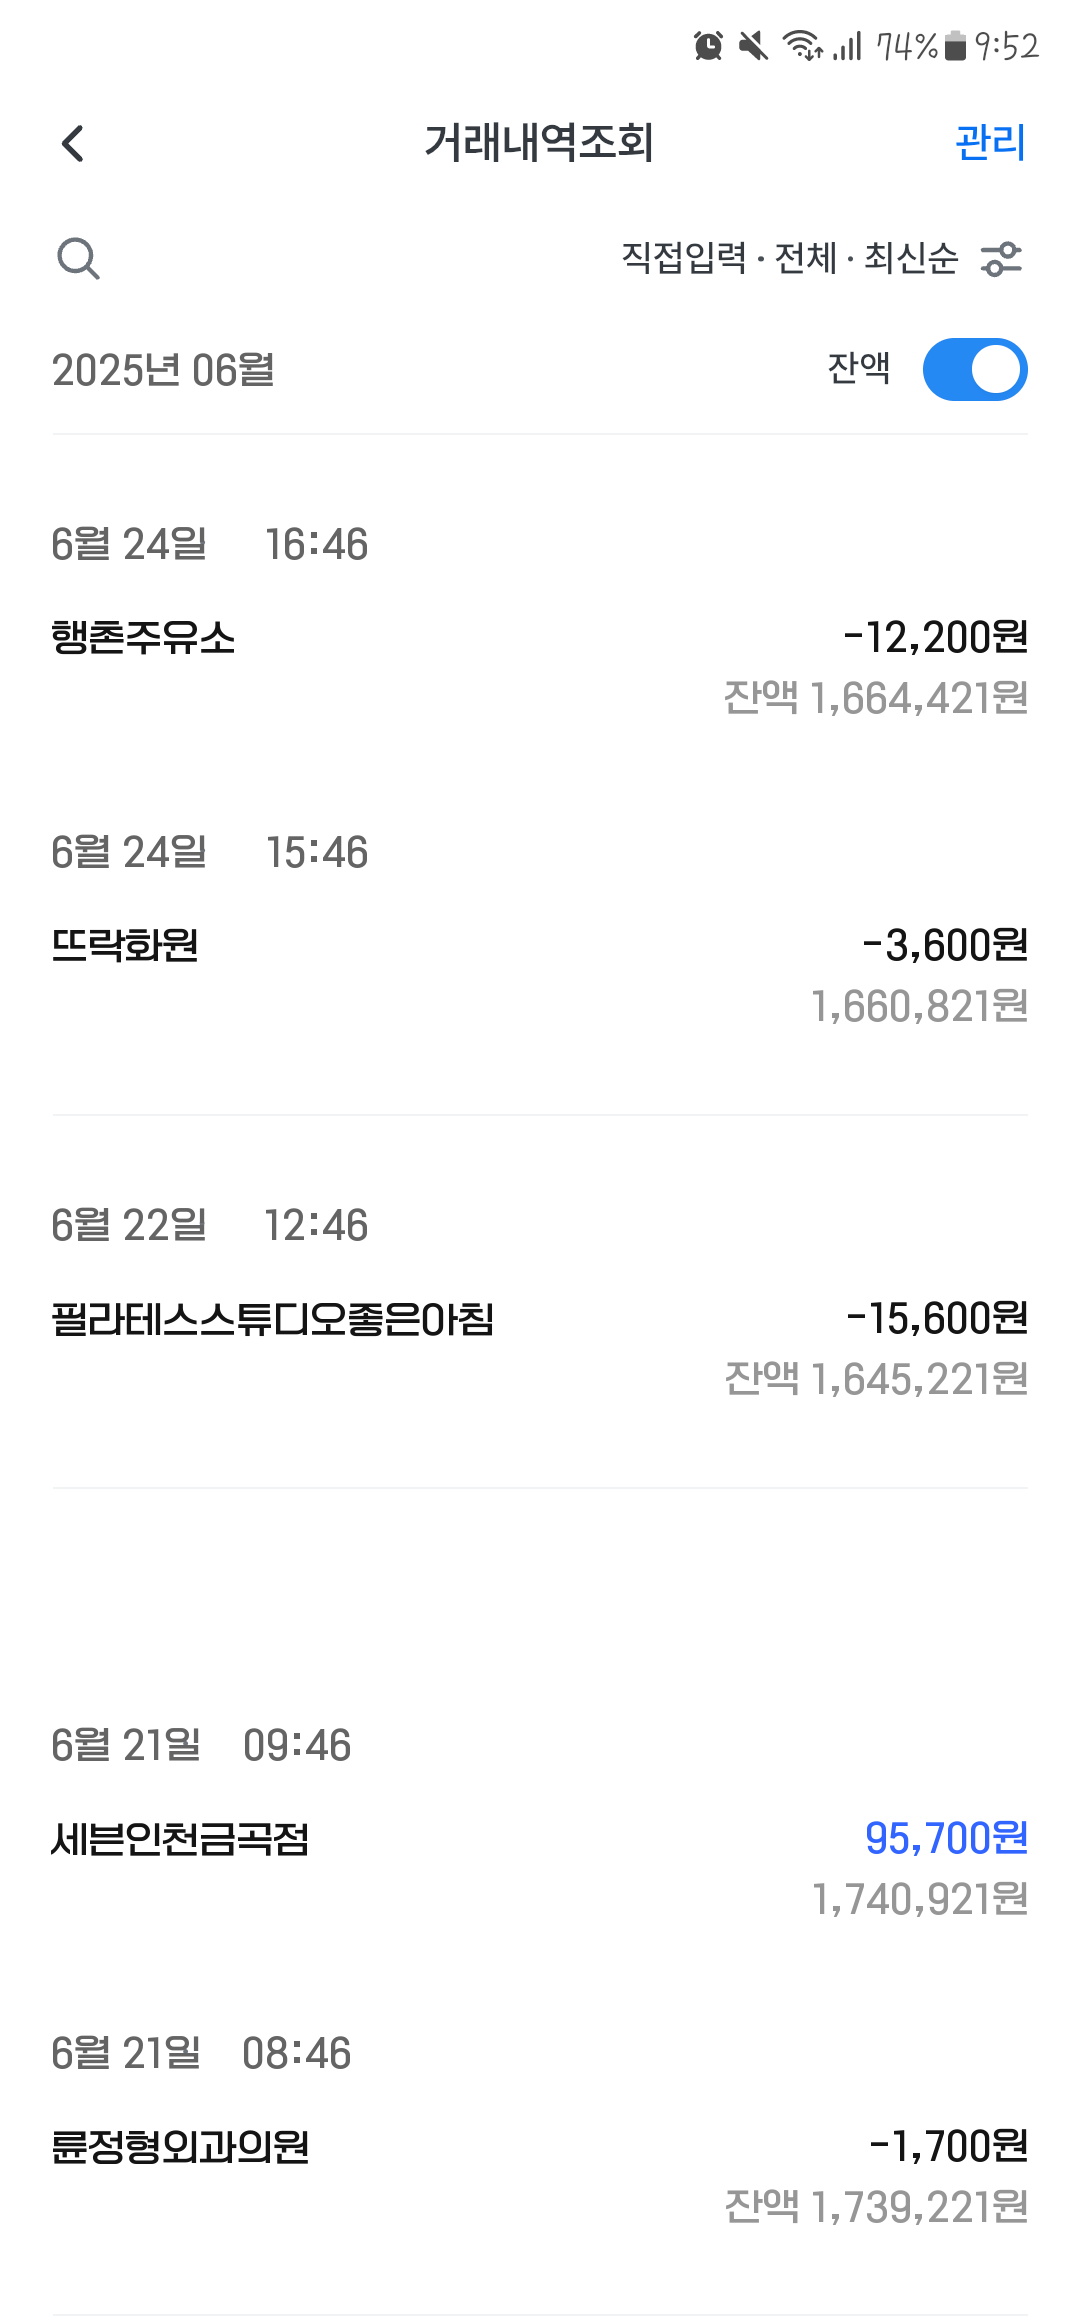 74% 9:52
거래내역조회 관리
직접입력 · 전체 · 최신순
2025년 06월 잔액
6월 24일 16:46
행촌주유소 -12,200원
잔액 1,664,421원
6월 24일 15:46
뜨락화원 -3,600원
1,660,821원
6월 22일 12:46
필라테스스튜디오좋은아침 -15,600원
잔액 1,645,221원
6월 21일 09:46
세븐인천금곡점 95,700원
1,740,921원
6월 21일 08:46
륜정형외과의원 -1,700원
잔액 1,739,221원